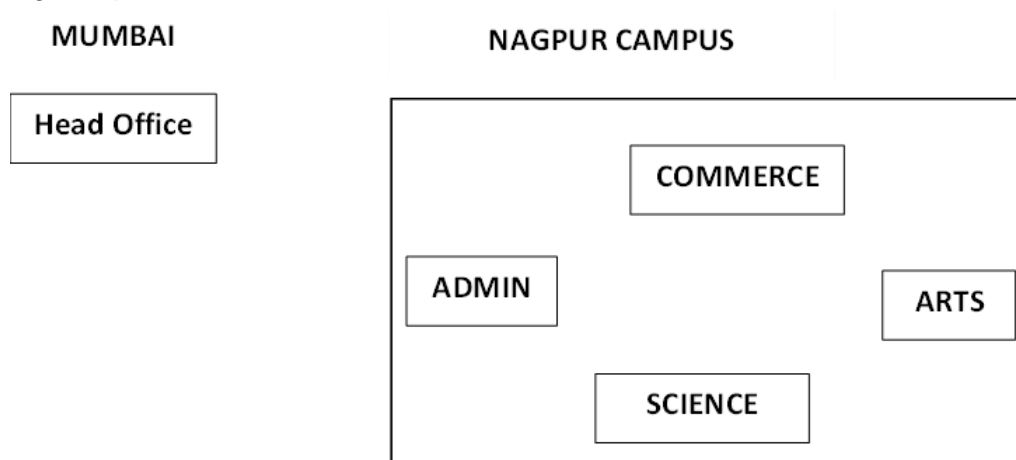 MUMBAI
NAGPUR CAMPUS
Head Office
COMMERCE
ADMIN
ARTS
SCIENCE